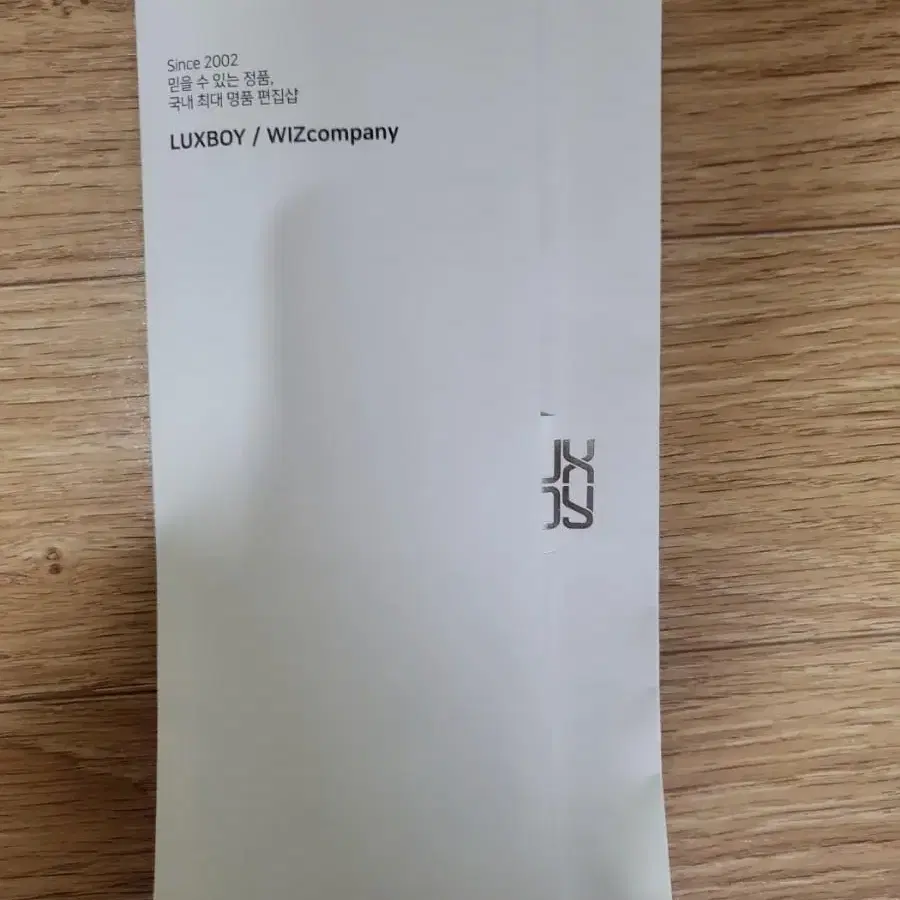 Since 2002
믿을 수 있는 정품,
국내 최대 명품 편집샵
LUXBOY / WIZcompany